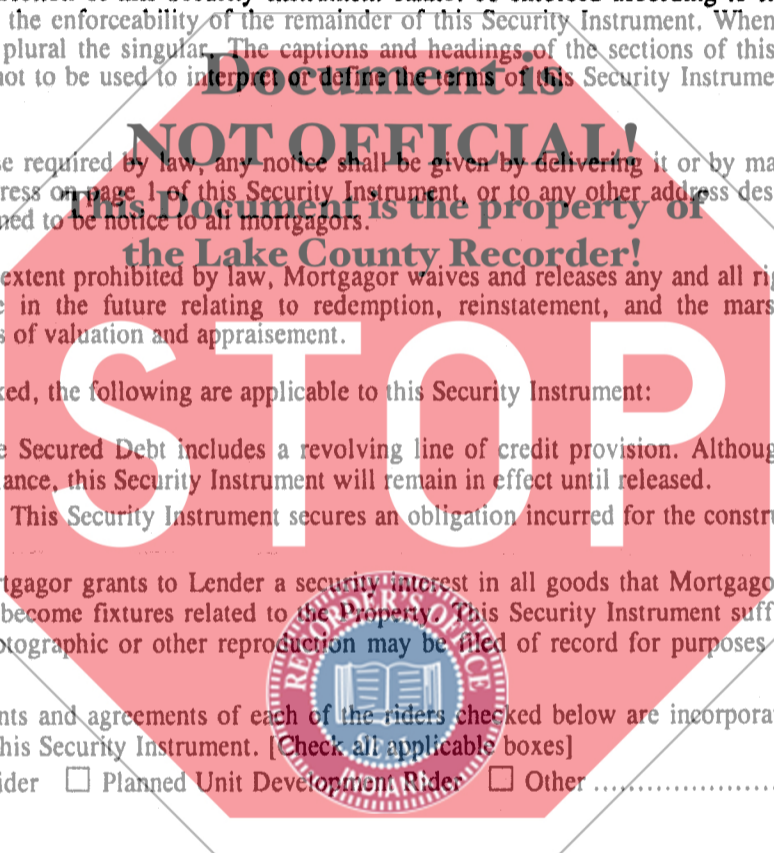 the enforceability of the remainder of this Security Instrument. When
plural the singular. The captions and headings of the sections of this
not to be used to interpret or define the terms of this Security Instrume
Document is
NOT OFFICIAL!
se required by law, any notice shall be given by delivering it or by ma
ress on page 1 of this Security Instrument, or to any other address des
This Document is the property of
ned to be notice to all mortgagors.
the Lake County Recorder!
extent prohibited by law, Mortgagor waives and releases any and all rig
e in the future relating to redemption, reinstatement, and the mars
s of valuation and appraisement.
STOP
ked, the following are applicable to this Security Instrument:
e Secured Debt includes a revolving line of credit provision. Althoug
ance, this Security Instrument will remain in effect until released.
This Security Instrument secures an obligation incurred for the constru
rtgagor grants to Lender a security interest in all goods that Mortgago
become fixtures related to the Property. This Security Instrument suff
otographic or other reproduction may be filed of record for purposes
RECORDER'S OFFICE
nts and agreements of each of the riders checked below are incorpora
SEAL
his Security Instrument. [Check all applicable boxes]
ider □ Planned Unit Development Rider □ Other ....................
INDIANA